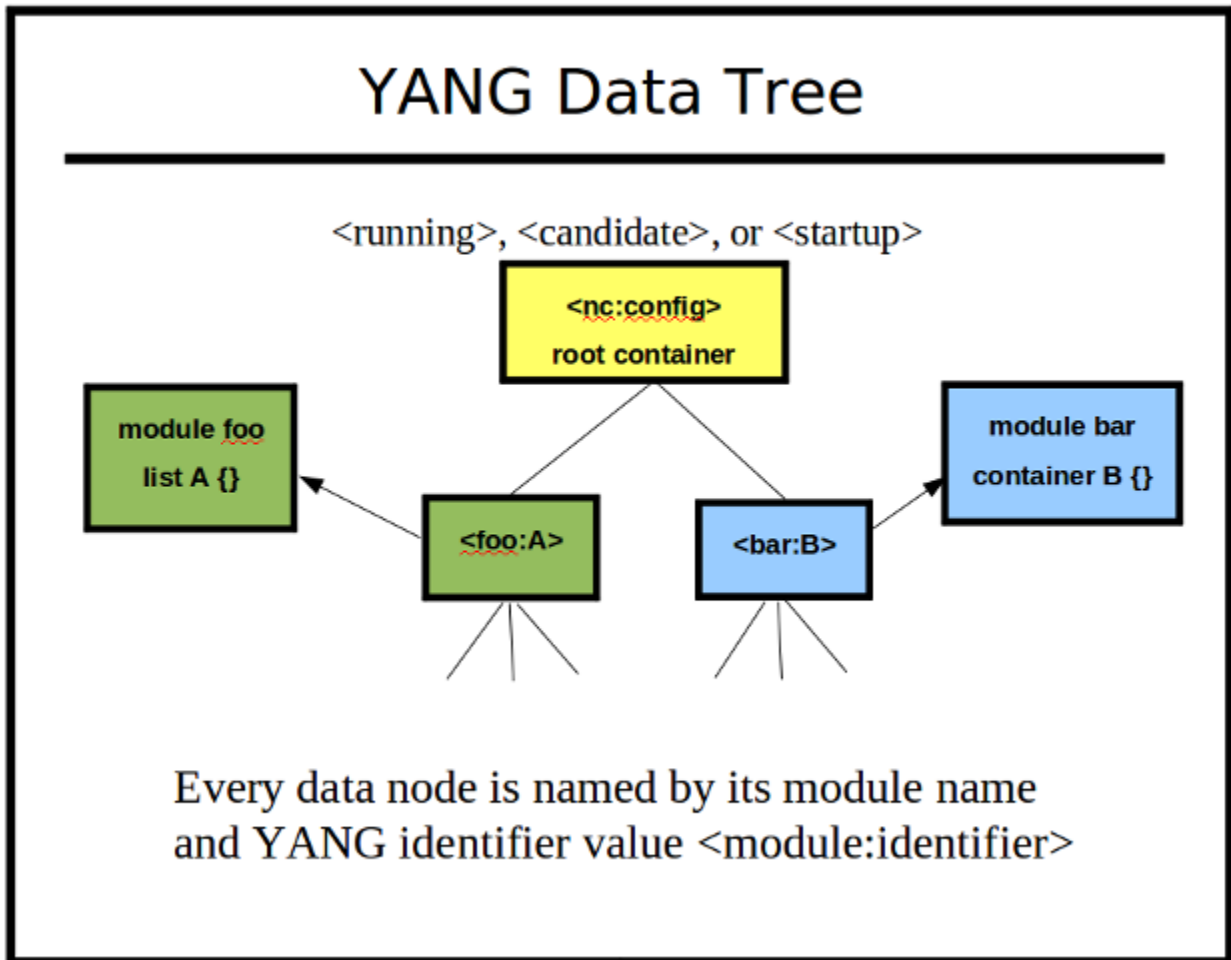 YANG Data Tree
<running>, <candidate>, or <startup>
<nc:config>
root container
module foo
list A {}
module bar
container B {}
<foo:A>
<bar:B>
Every data node is named by its module name
and YANG identifier value <module:identifier>